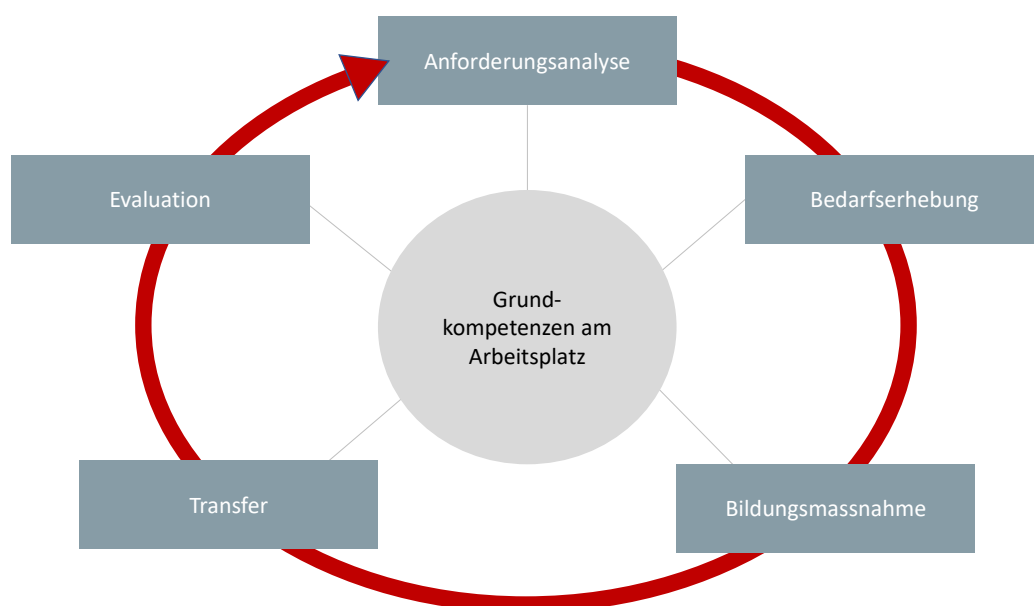 Anforderungsanalyse
Evaluation
Bedarfserhebung
Grund-
kompetenzen am
Arbeitsplatz
Transfer
Bildungsmassnahme